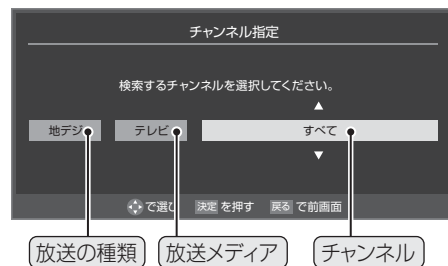 チャンネル指定
検索するチャンネルを選択してください。
▲
地デジ テレビ すべて
▼
で選び 決定 を押す 戻る で前画面
放送の種類 放送メディア チャンネル